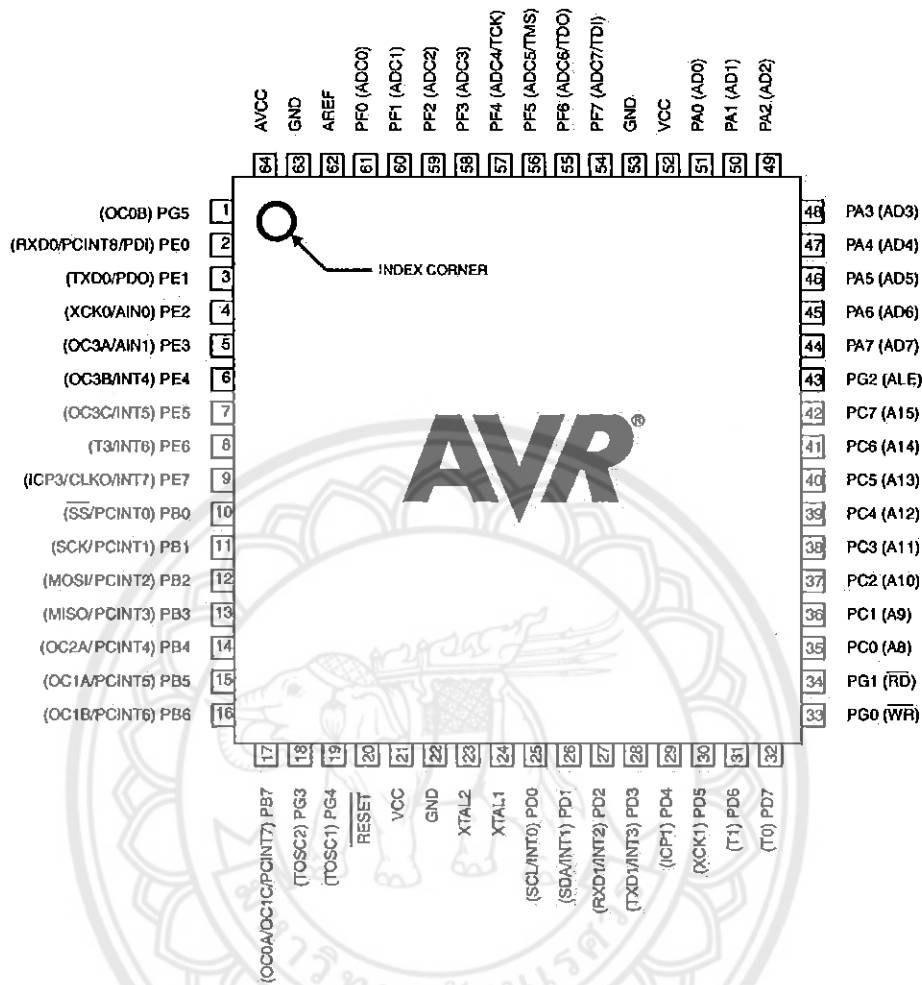 AVCC
GND
AREF
PF0 (ADC0)
PF1 (ADC1)
PF2 (ADC2)
PF3 (ADC3)
PF4 (ADC4/TCK)
PF5 (ADC5/TMS)
PF6 (ADC6/TDO)
PF7 (ADC7/TDI)
GND
VCC
PA0 (AD0)
PA1 (AD1)
PA2 (AD2)
64 63 62 61 60 59 58 57 56 55 54 53 52 51 50 49
(OC0B) PG5 1
(RXD0/PCINT8/PDI) PE0 2
(TXD0/PDO) PE1 3
(XCK0/AIN0) PE2 4
(OC3A/AIN1) PE3 5
(OC3B/INT4) PE4 6
(OC3C/INT5) PE5 7
(T3/INT6) PE6 8
(ICP3/CLKO/INT7) PE7 9
(SS/PCINT0) PB0 10
(SCK/PCINT1) PB1 11
(MOSI/PCINT2) PB2 12
(MISO/PCINT3) PB3 13
(OC2A/PCINT4) PB4 14
(OC1A/PCINT5) PB5 15
(OC1B/PCINT6) PB6 16
INDEX CORNER
AVR®
48 PA3 (AD3)
47 PA4 (AD4)
46 PA5 (AD5)
45 PA6 (AD6)
44 PA7 (AD7)
43 PG2 (ALE)
42 PC7 (A15)
41 PC6 (A14)
40 PC5 (A13)
39 PC4 (A12)
38 PC3 (A11)
37 PC2 (A10)
36 PC1 (A9)
35 PC0 (A8)
34 PG1 (RD)
33 PG0 (WR)
17 18 19 20 21 22 23 24 25 26 27 28 29 30 31 32
(OC0A/OC1C/PCINT7) PB7
(TOSC2) PG3
(TOSC1) PG4
RESET
VCC
GND
XTAL2
XTAL1
(SCL/INT0) PD0
(SDA/INT1) PD1
(RXD1/INT2) PD2
(TXD1/INT3) PD3
(ICP1) PD4
(XCK1) PD5
(T1) PD6
(T0) PD7